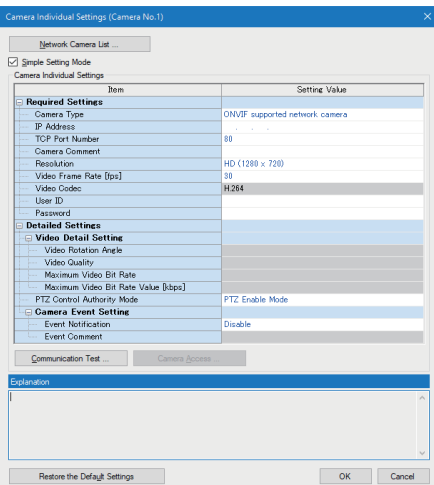 Camera Individual Settings (Camera No.1)
Network Camera List ...
Simple Setting Mode
Camera Individual Settings
Item Setting Value
Required Settings
Camera Type ONVIF supported network camera
IP Address . . .
TCP Port Number 80
Camera Comment
Resolution HD (1280 x 720)
Video Frame Rate [fps] 30
Video Codec H.264
User ID
Password
Detailed Settings
Video Detail Setting
Video Rotation Angle
Video Quality
Maximum Video Bit Rate
Maximum Video Bit Rate Value [kbps]
PTZ Control Authority Mode PTZ Enable Mode
Camera Event Setting
Event Notification Disable
Event Comment
Communication Test ... Camera Access ...
Explanation
Restore the Default Settings OK Cancel